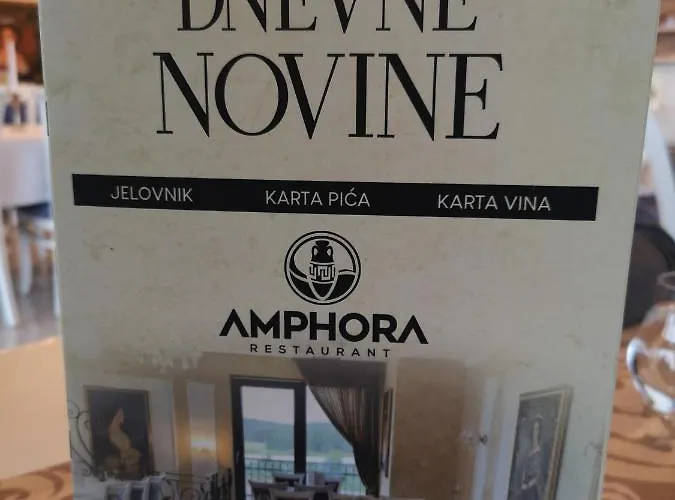 DNEVNE
NOVINE
JELOVNIK KARTA PIĆA KARTA VINA
AMPHORA
RESTAURANT